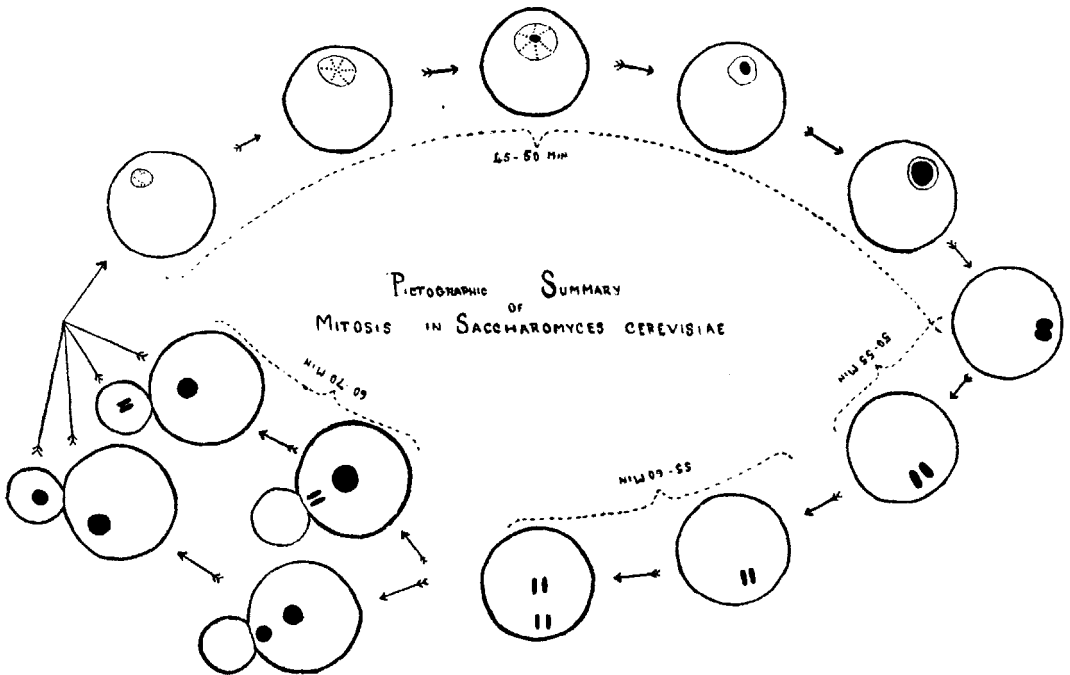 45-50 MIN
PICTOGRAPHIC SUMMARY
OF
MITOSIS IN SACCHAROMYCES CEREVISIAE
50-55 MIN
60-70 MIN
55-60 MIN